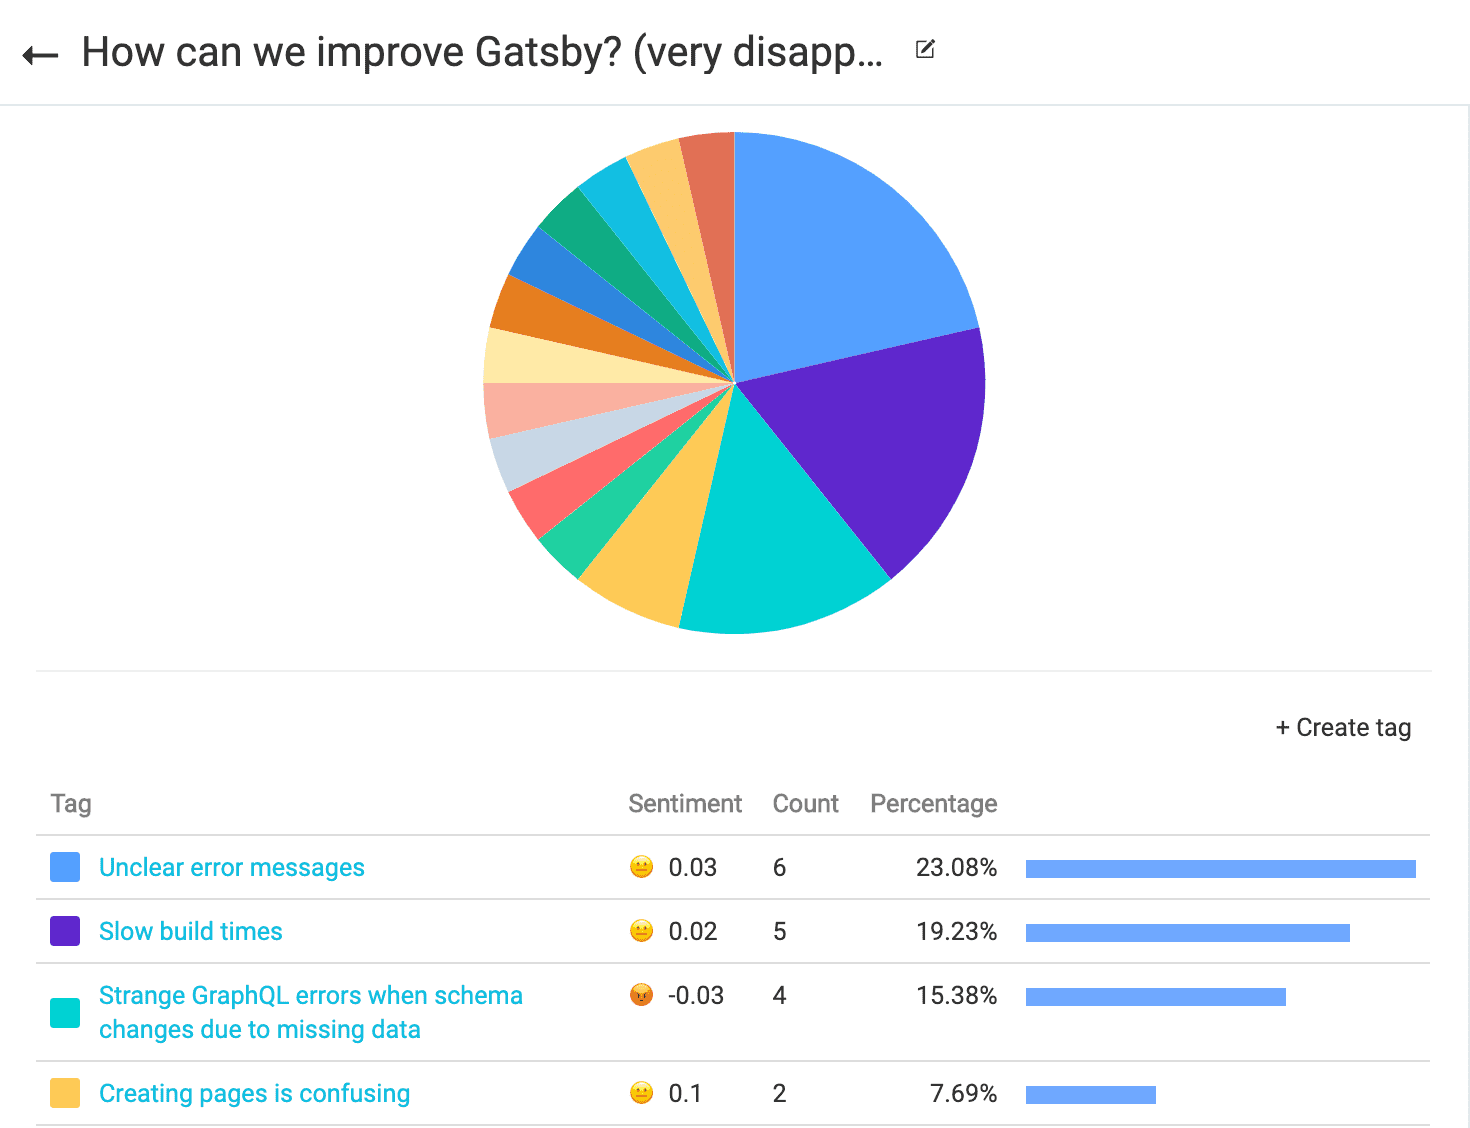 How can we improve Gatsby? (very disapp...
+ Create tag
Tag Sentiment Count Percentage
Unclear error messages 0.03 6 23.08%
Slow build times 0.02 5 19.23%
Strange GraphQL errors when schema -0.03 4 15.38%
changes due to missing data
Creating pages is confusing 0.1 2 7.69%